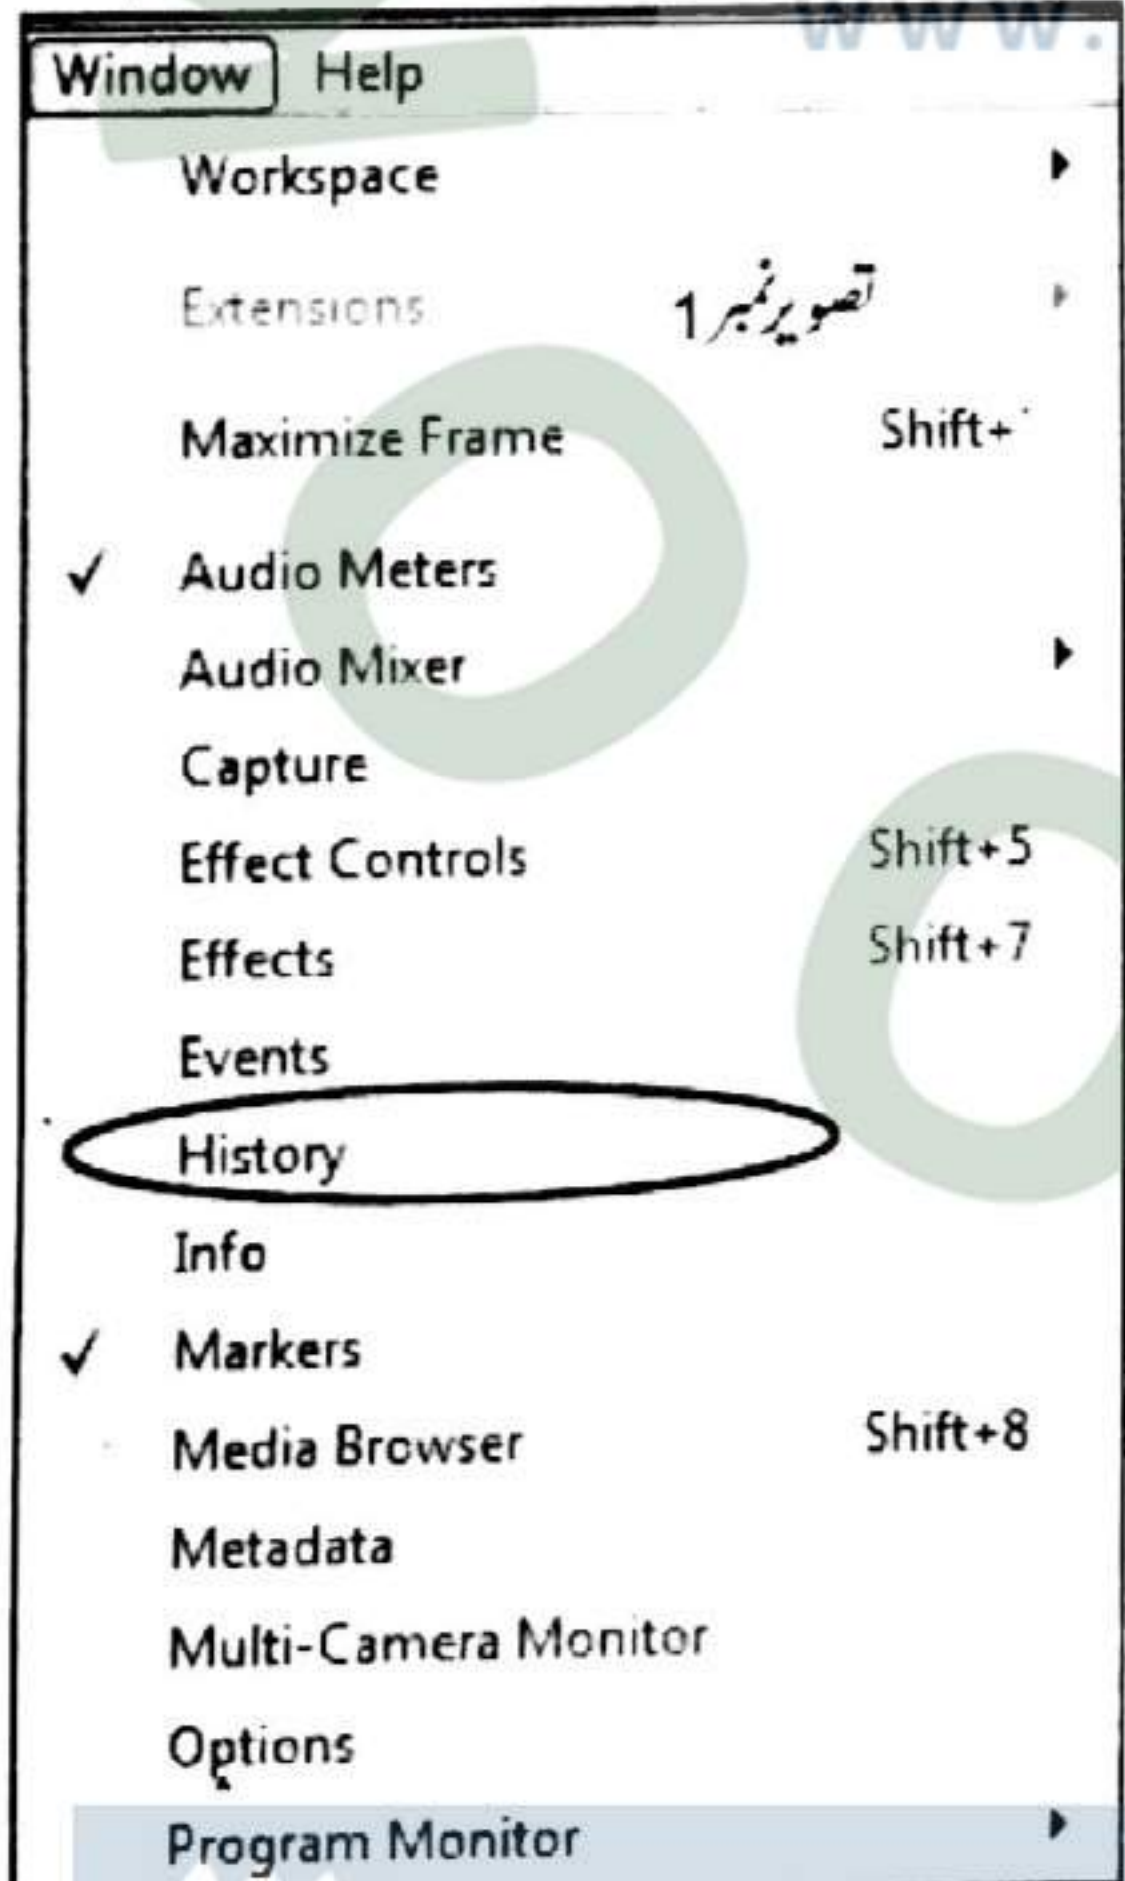 www.
Window Help
Workspace
Extensions
تصویر نمبر 1
Maximize Frame Shift+`
✓ Audio Meters
Audio Mixer
Capture
Effect Controls Shift+5
Effects Shift+7
Events
History
Info
✓ Markers
Media Browser Shift+8
Metadata
Multi-Camera Monitor
Options
Program Monitor